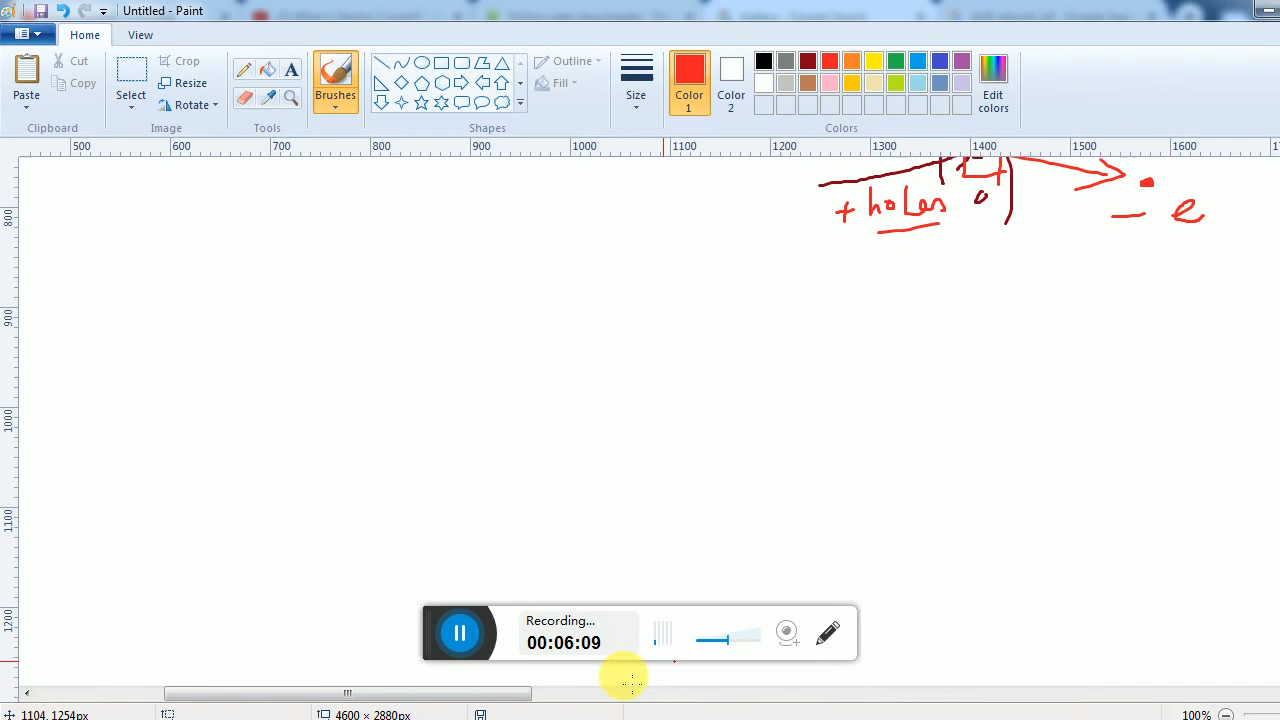 Untitled - Paint
Home View
Paste
Cut
Copy
Clipboard
Select
Crop
Resize
Rotate
Image
A
Tools
Brushes
Shapes
Outline
Fill
Size
Color 1
Color 2
Edit colors
Colors
500 600 700 800 900 1000 1100 1200 1300 1400 1500 1600
800
900
1000
1100
1200
+ holes
- e
Recording...
00:06:09
1104, 1254px
4600 × 2880px
100%